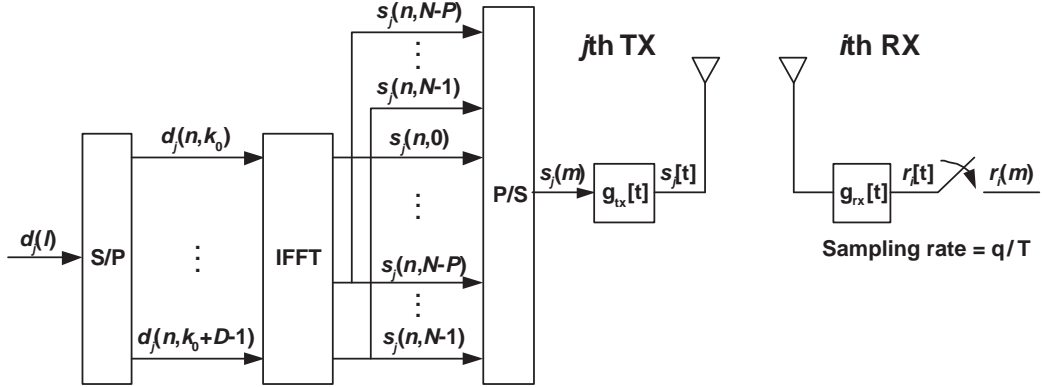 s_j(n,N-P)
jth TX
ith RX
s_j(n,N-1)
d_j(n,k_0)
s_j(n,0)
s_j(m)
s_j[t]
r_i[t]
r_i(m)
P/S
g_tx[t]
g_rx[t]
d_j(l)
S/P
IFFT
Sampling rate = q/T
s_j(n,N-P)
d_j(n,k_0+D-1)
s_j(n,N-1)